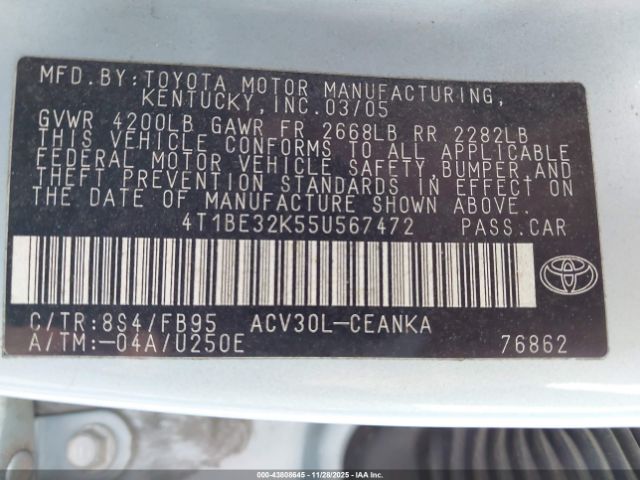 MFD.BY:TOYOTA MOTOR MANUFACTURING,
KENTUCKY,INC.03/05
GVWR 4200LB GAWR FR 2668LB RR 2282LB
THIS VEHICLE CONFORMS TO ALL APPLICABLE
FEDERAL MOTOR VEHICLE SAFETY,BUMPER,AND
THEFT PREVENTION STANDARDS IN EFFECT ON
THE DATE OF MANUFACTURE SHOWN ABOVE.
4T1BE32K55U567472 PASS.CAR
C/TR:8S4/FB95 ACV30L-CEANKA
A/TM:-04A/U250E 76862
000-43808645 | 11/28/2025 | IAAI.COM